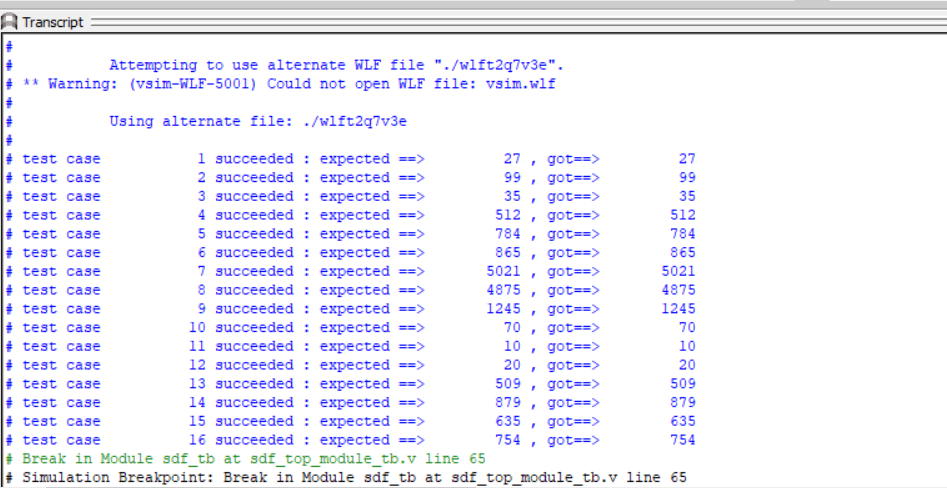 Transcript
#
#           Attempting to use alternate WLF file "./wlft2q7v3e".
# ** Warning: (vsim-WLF-5001) Could not open WLF file: vsim.wlf
#
#           Using alternate file: ./wlft2q7v3e
#
# test case           1 succeeded : expected ==>         27 , got==>         27
# test case           2 succeeded : expected ==>         99 , got==>         99
# test case           3 succeeded : expected ==>         35 , got==>         35
# test case           4 succeeded : expected ==>        512 , got==>        512
# test case           5 succeeded : expected ==>        784 , got==>        784
# test case           6 succeeded : expected ==>        865 , got==>        865
# test case           7 succeeded : expected ==>       5021 , got==>       5021
# test case           8 succeeded : expected ==>       4875 , got==>       4875
# test case           9 succeeded : expected ==>       1245 , got==>       1245
# test case          10 succeeded : expected ==>         70 , got==>         70
# test case          11 succeeded : expected ==>         10 , got==>         10
# test case          12 succeeded : expected ==>         20 , got==>         20
# test case          13 succeeded : expected ==>        509 , got==>        509
# test case          14 succeeded : expected ==>        879 , got==>        879
# test case          15 succeeded : expected ==>        635 , got==>        635
# test case          16 succeeded : expected ==>        754 , got==>        754
# Break in Module sdf_tb at sdf_top_module_tb.v line 65
# Simulation Breakpoint: Break in Module sdf_tb at sdf_top_module_tb.v line 65